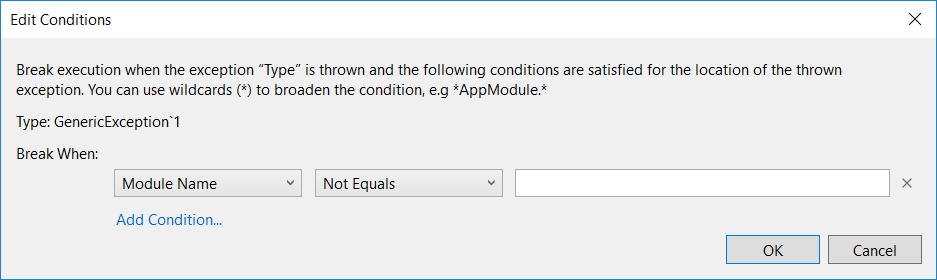 Edit Conditions
Break execution when the exception “Type” is thrown and the following conditions are satisfied for the location of the thrown
exception. You can use wildcards (*) to broaden the condition, e.g *AppModule.*
Type: GenericException`1
Break When:
Module Name Not Equals
Add Condition...
OK Cancel